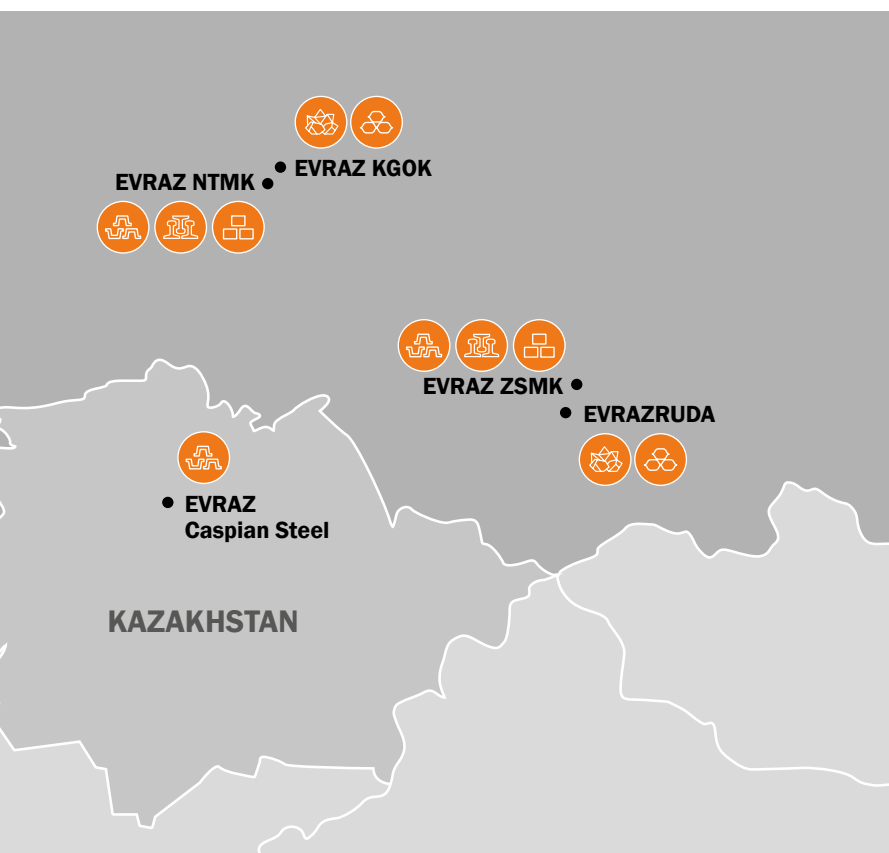 EVRAZ KGOK
EVRAZ NTMK
EVRAZ ZSMK
EVRAZRUDA
EVRAZ
Caspian Steel
KAZAKHSTAN